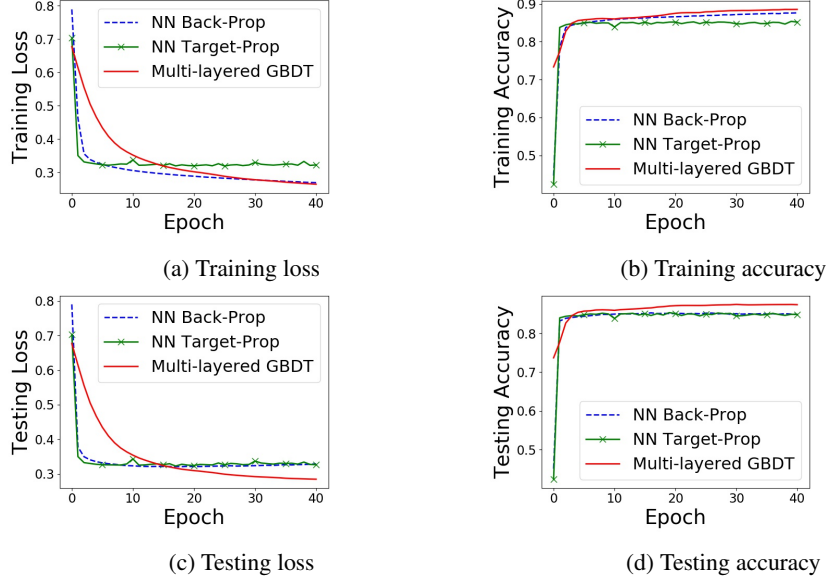 0.8
0.7
0.6
0.5
0.4
0.3
Training Loss
NN Back-Prop
NN Target-Prop
Multi-layered GBDT
0 10 20 30 40
Epoch
(a) Training loss
0.9
0.8
0.7
0.6
0.5
Training Accuracy
NN Back-Prop
NN Target-Prop
Multi-layered GBDT
0 10 20 30 40
Epoch
(b) Training accuracy
0.8
0.7
0.6
0.5
0.4
0.3
Testing Loss
NN Back-Prop
NN Target-Prop
Multi-layered GBDT
0 10 20 30 40
Epoch
(c) Testing loss
0.8
0.7
0.6
0.5
Testing Accuracy
NN Back-Prop
NN Target-Prop
Multi-layered GBDT
0 10 20 30 40
Epoch
(d) Testing accuracy